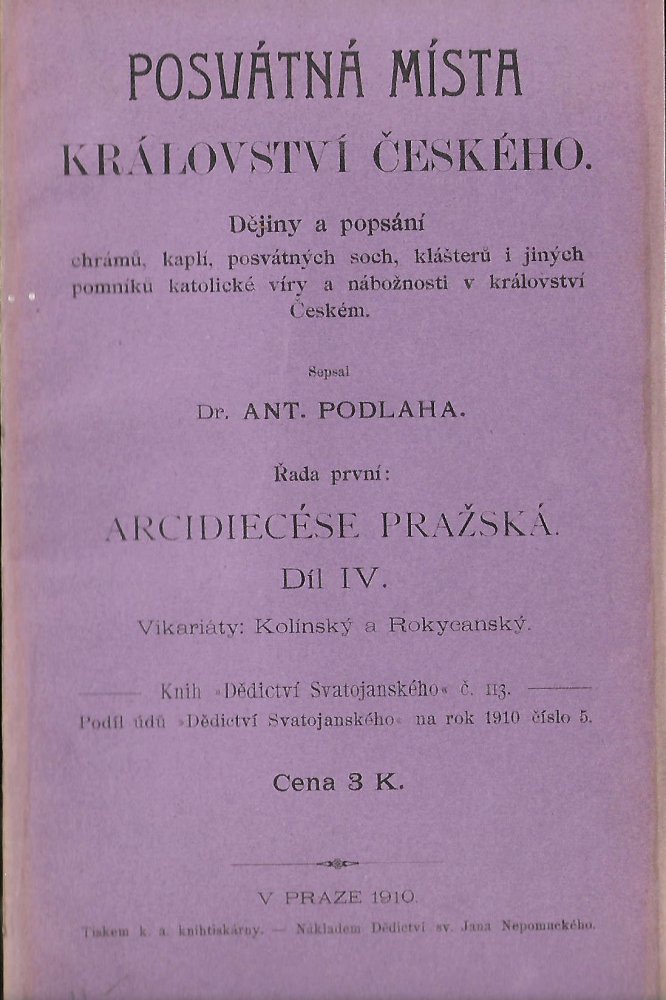 POSVÁTNÁ MÍSTA
KRÁLOVSTVÍ ČESKÉHO.
Dějiny a popsání
chrámů, kaplí, posvátných soch, klášterů i jiných
pomníků katolické víry a nábožnosti v království
Českém.
Sepsal
Dr. ANT. PODLAHA.
Řada první:
ARCIDIECÉSE PRAŽSKÁ.
Díl IV.
Vikariáty: Kolínský a Rokycanský.
Knih »Dědictví Svatojanského« č. 113.
Podíl údů »Dědictví Svatojanského« na rok 1910 číslo 5.
Cena 3 K.
V PRAZE 1910.
Tiskem k. a. knihtiskárny. — Nákladem Dědictví sv. Jana Nepomuckého.